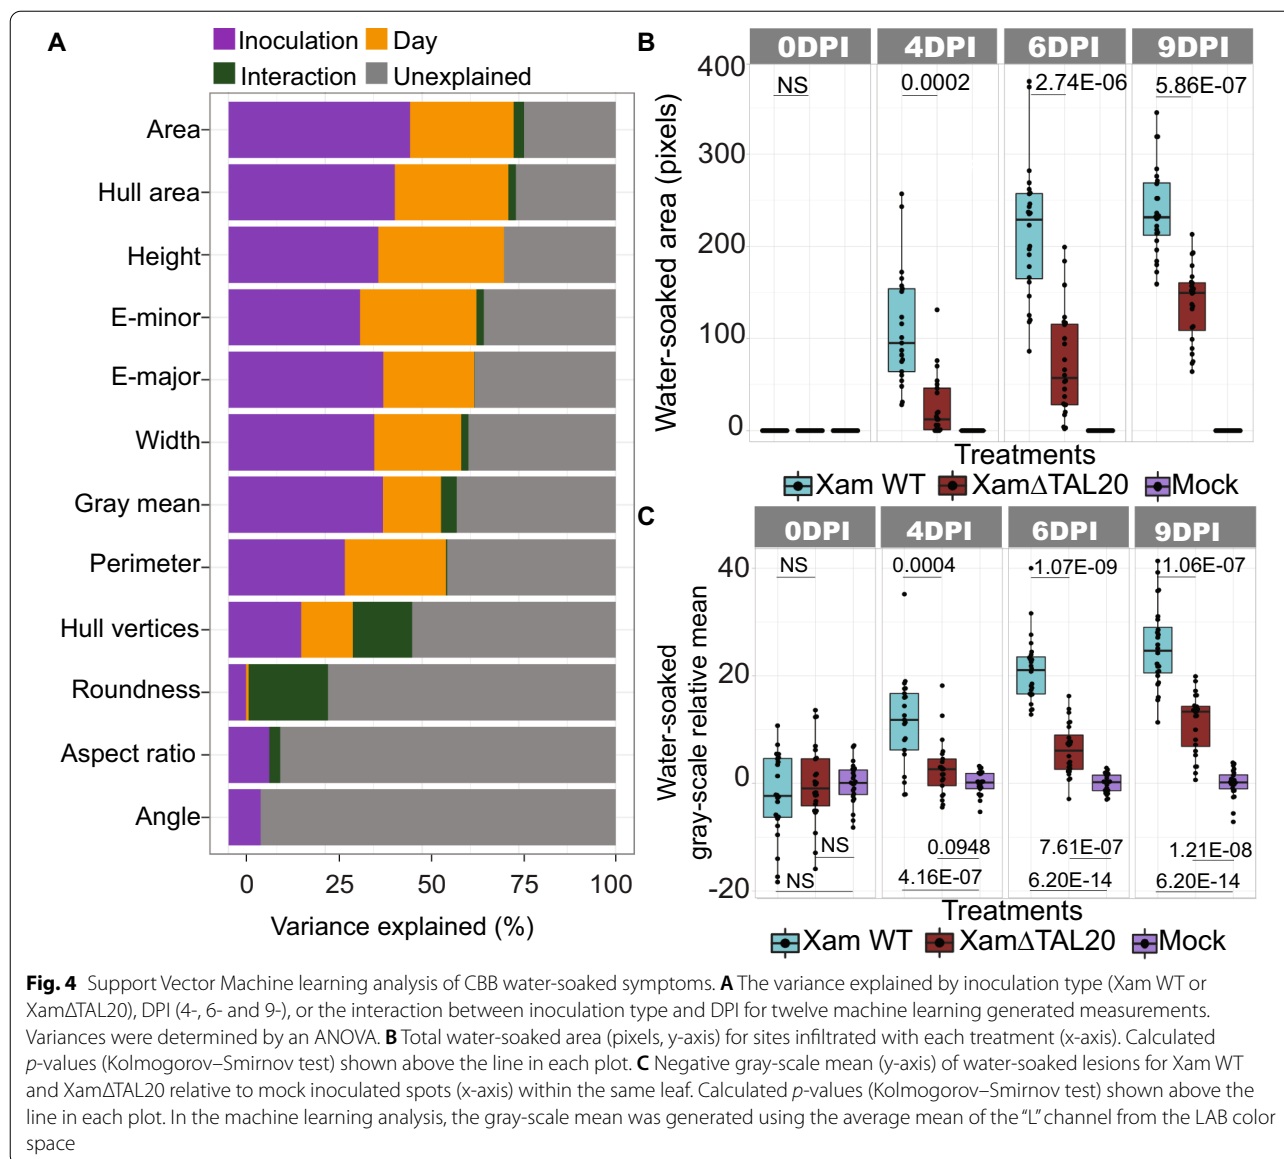 A
Inoculation Day
Interaction Unexplained
Area
Hull area
Height
E-minor
E-major
Width
Gray mean
Perimeter
Hull vertices
Roundness
Aspect ratio
Angle
0 25 50 75 100
Variance explained (%)
B
0DPI 4DPI 6DPI 9DPI
Water-soaked area (pixels)
400
300
200
100
0
NS 0.0002 2.74E-06 5.86E-07
Treatments
Xam WT Xam∆TAL20 Mock
C
0DPI 4DPI 6DPI 9DPI
Water-soaked
gray-scale relative mean
40
20
0
-20
NS 0.0004 1.07E-09 1.06E-07
NS 0.0948 7.61E-07 1.21E-08
NS 4.16E-07 6.20E-14 6.20E-14
Treatments
Xam WT Xam∆TAL20 Mock
Fig. 4 Support Vector Machine learning analysis of CBB water-soaked symptoms. A The variance explained by inoculation type (Xam WT or
Xam∆TAL20), DPI (4-, 6- and 9-), or the interaction between inoculation type and DPI for twelve machine learning generated measurements.
Variances were determined by an ANOVA. B Total water-soaked area (pixels, y-axis) for sites infiltrated with each treatment (x-axis). Calculated
p-values (Kolmogorov–Smirnov test) shown above the line in each plot. C Negative gray-scale mean (y-axis) of water-soaked lesions for Xam WT
and Xam∆TAL20 relative to mock inoculated spots (x-axis) within the same leaf. Calculated p-values (Kolmogorov–Smirnov test) shown above the
line in each plot. In the machine learning analysis, the gray-scale mean was generated using the average mean of the “L” channel from the LAB color
space